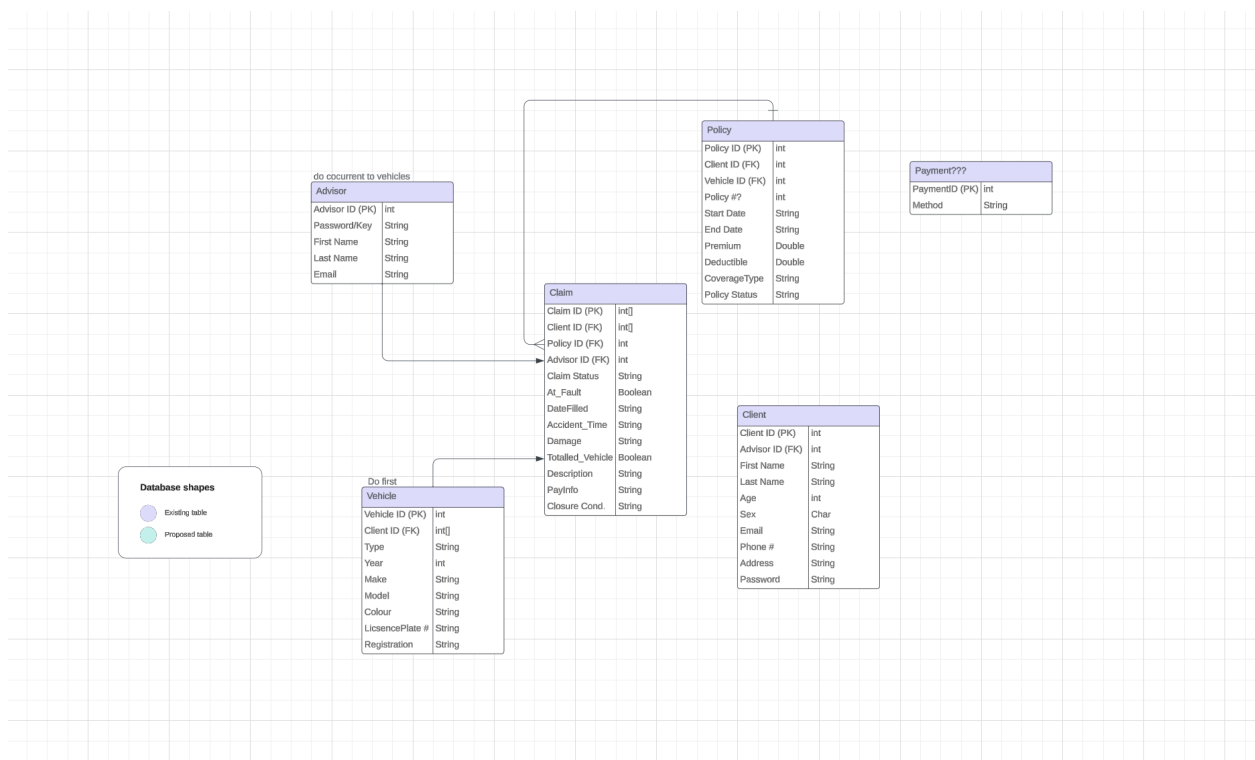 Policy
Policy ID (PK) int
Client ID (FK) int
Vehicle ID (FK) int
Policy #? int
Start Date String
End Date String
Premium Double
Deductible Double
CoverageType String
Policy Status String
Payment???
PaymentID (PK) int
Method String
do cocurrent to vehicles
Advisor
Advisor ID (PK) int
Password/Key String
First Name String
Last Name String
Email String
Claim
Claim ID (PK) int[]
Client ID (FK) int[]
Policy ID (FK) int
Advisor ID (FK) int
Claim Status String
At_Fault Boolean
DateFilled String
Accident_Time String
Damage String
Totalled_Vehicle Boolean
Description String
PayInfo String
Closure Cond. String
Client
Client ID (PK) int
Advisor ID (FK) int
First Name String
Last Name String
Age int
Sex Char
Email String
Phone # String
Address String
Password String
Database shapes
Existing table
Proposed table
Do first
Vehicle
Vehicle ID (PK) int
Client ID (FK) int[]
Type String
Year int
Make String
Model String
Colour String
LicsencePlate # String
Registration String